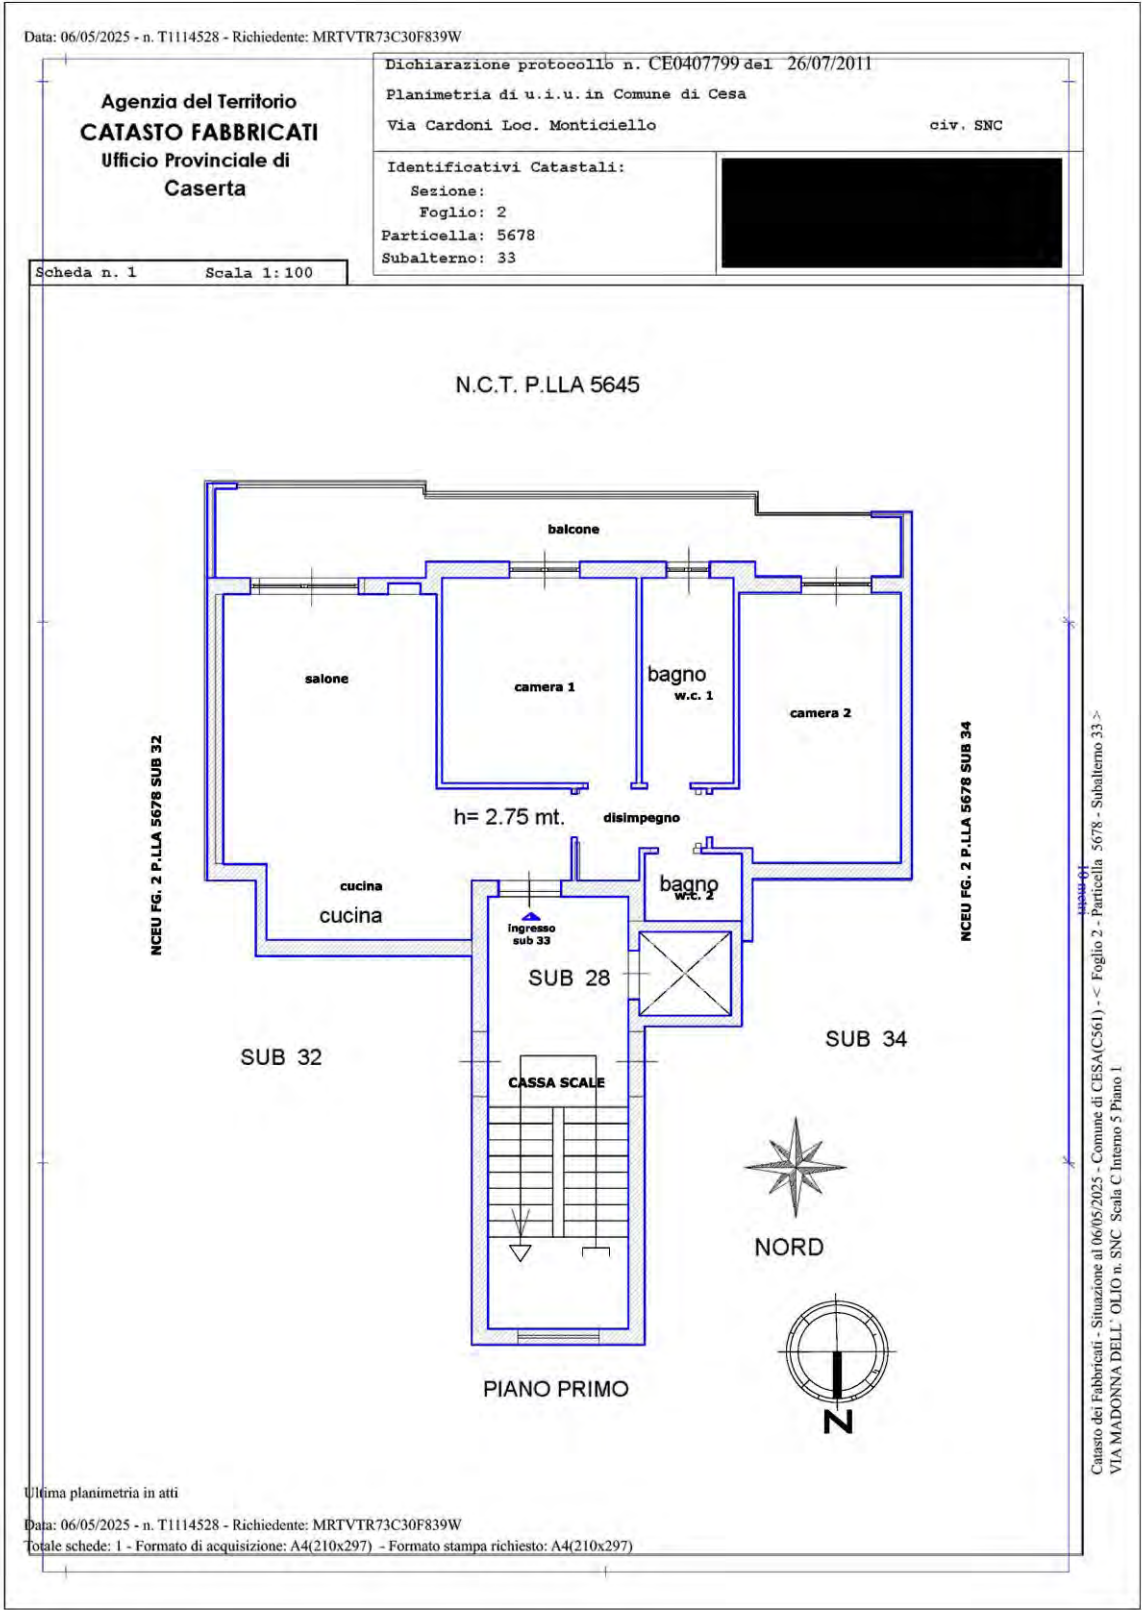 Data: 06/05/2025 - n. T1114528 - Richiedente: MRTVTR73C30F839W
Agenzia del Territorio
CATASTO FABBRICATI
Ufficio Provinciale di
Caserta
Dichiarazione protocollo n. CE0407799 del 26/07/2011
Planimetria di u.i.u. in Comune di Cesa
Via Cardoni Loc. Monticiello civ. SNC
Identificativi Catastali:
Sezione:
Foglio: 2
Particella: 5678
Subalterno: 33
Scheda n. 1 Scala 1:100
N.C.T. P.LLA 5645
balcone
salone
camera 1
bagno
w.c. 1
camera 2
NCEU FG. 2 P.LLA 5678 SUB 32
NCEU FG. 2 P.LLA 5678 SUB 34
h= 2.75 mt.
disimpegno
cucina
cucina
bagno
w.c. 2
ingresso
sub 33
SUB 28
SUB 32
SUB 34
CASSA SCALE
NORD
N
PIANO PRIMO
10 metri
Catasto dei Fabbricati - Situazione al 06/05/2025 - Comune di CESA(C561) - < Foglio 2 - Particella 5678 - Subalterno 33 >
VIA MADONNA DELL' OLIO n. SNC Scala C Interno 5 Piano 1
Ultima planimetria in atti
Data: 06/05/2025 - n. T1114528 - Richiedente: MRTVTR73C30F839W
Totale schede: 1 - Formato di acquisizione: A4(210x297) - Formato stampa richiesto: A4(210x297)